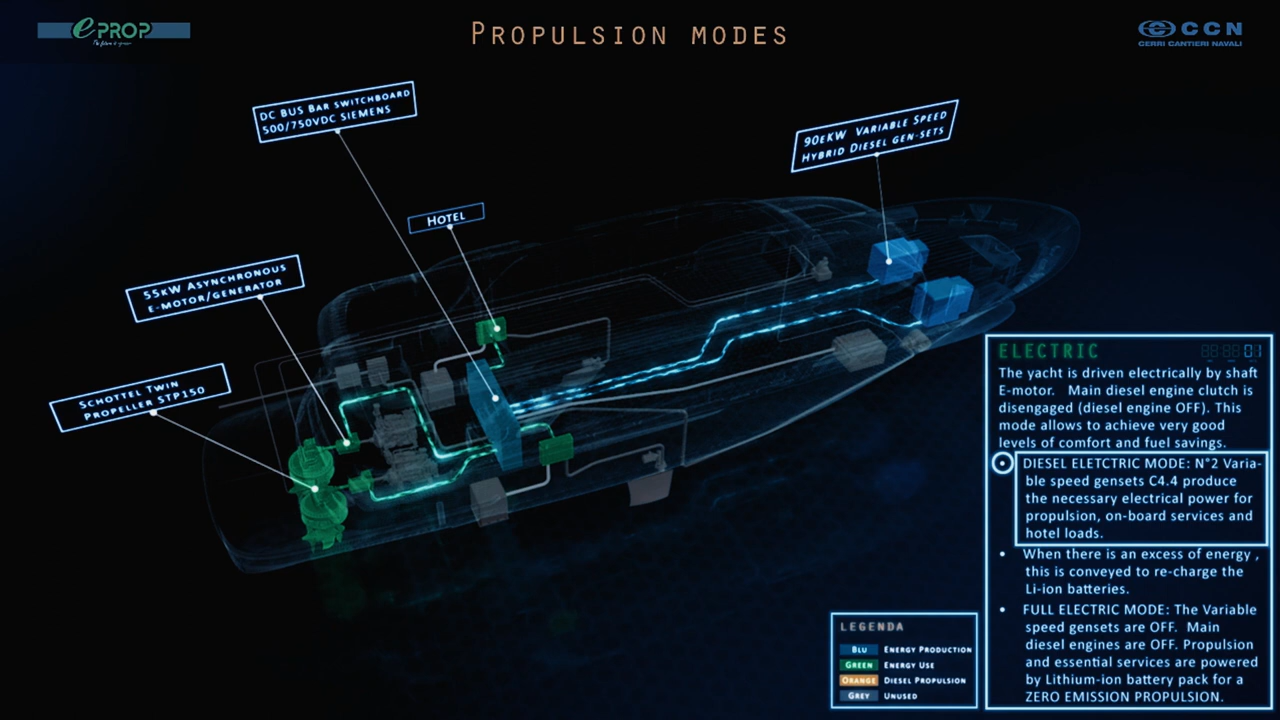 ePROP
The future is green
PROPULSION MODES
CCN
CERRI CANTIERI NAVALI
DC BUS BAR SWITCHBOARD
500/750VDC SIEMENS
90EKW VARIABLE SPEED
HYBRID DIESEL GEN-SETS
HOTEL
55KW ASYNCHRONOUS
E-MOTOR/GENERATOR
SCHOTTEL TWIN
PROPELLER STP150
ELECTRIC
The yacht is driven electrically by shaft
E-motor. Main diesel engine clutch is
disengaged (diesel engine OFF). This
mode allows to achieve very good
levels of comfort and fuel savings.
DIESEL ELETCTRIC MODE: N°2 Varia-
ble speed gensets C4.4 produce
the necessary electrical power for
propulsion, on-board services and
hotel loads.
• When there is an excess of energy ,
this is conveyed to re-charge the
Li-ion batteries.
• FULL ELECTRIC MODE: The Variable
speed gensets are OFF. Main
diesel engines are OFF. Propulsion
and essential services are powered
by Lithium-ion battery pack for a
ZERO EMISSION PROPULSION.
LEGENDA
BLU ENERGY PRODUCTION
GREEN ENERGY USE
ORANGE DIESEL PROPULSION
GREY UNUSED